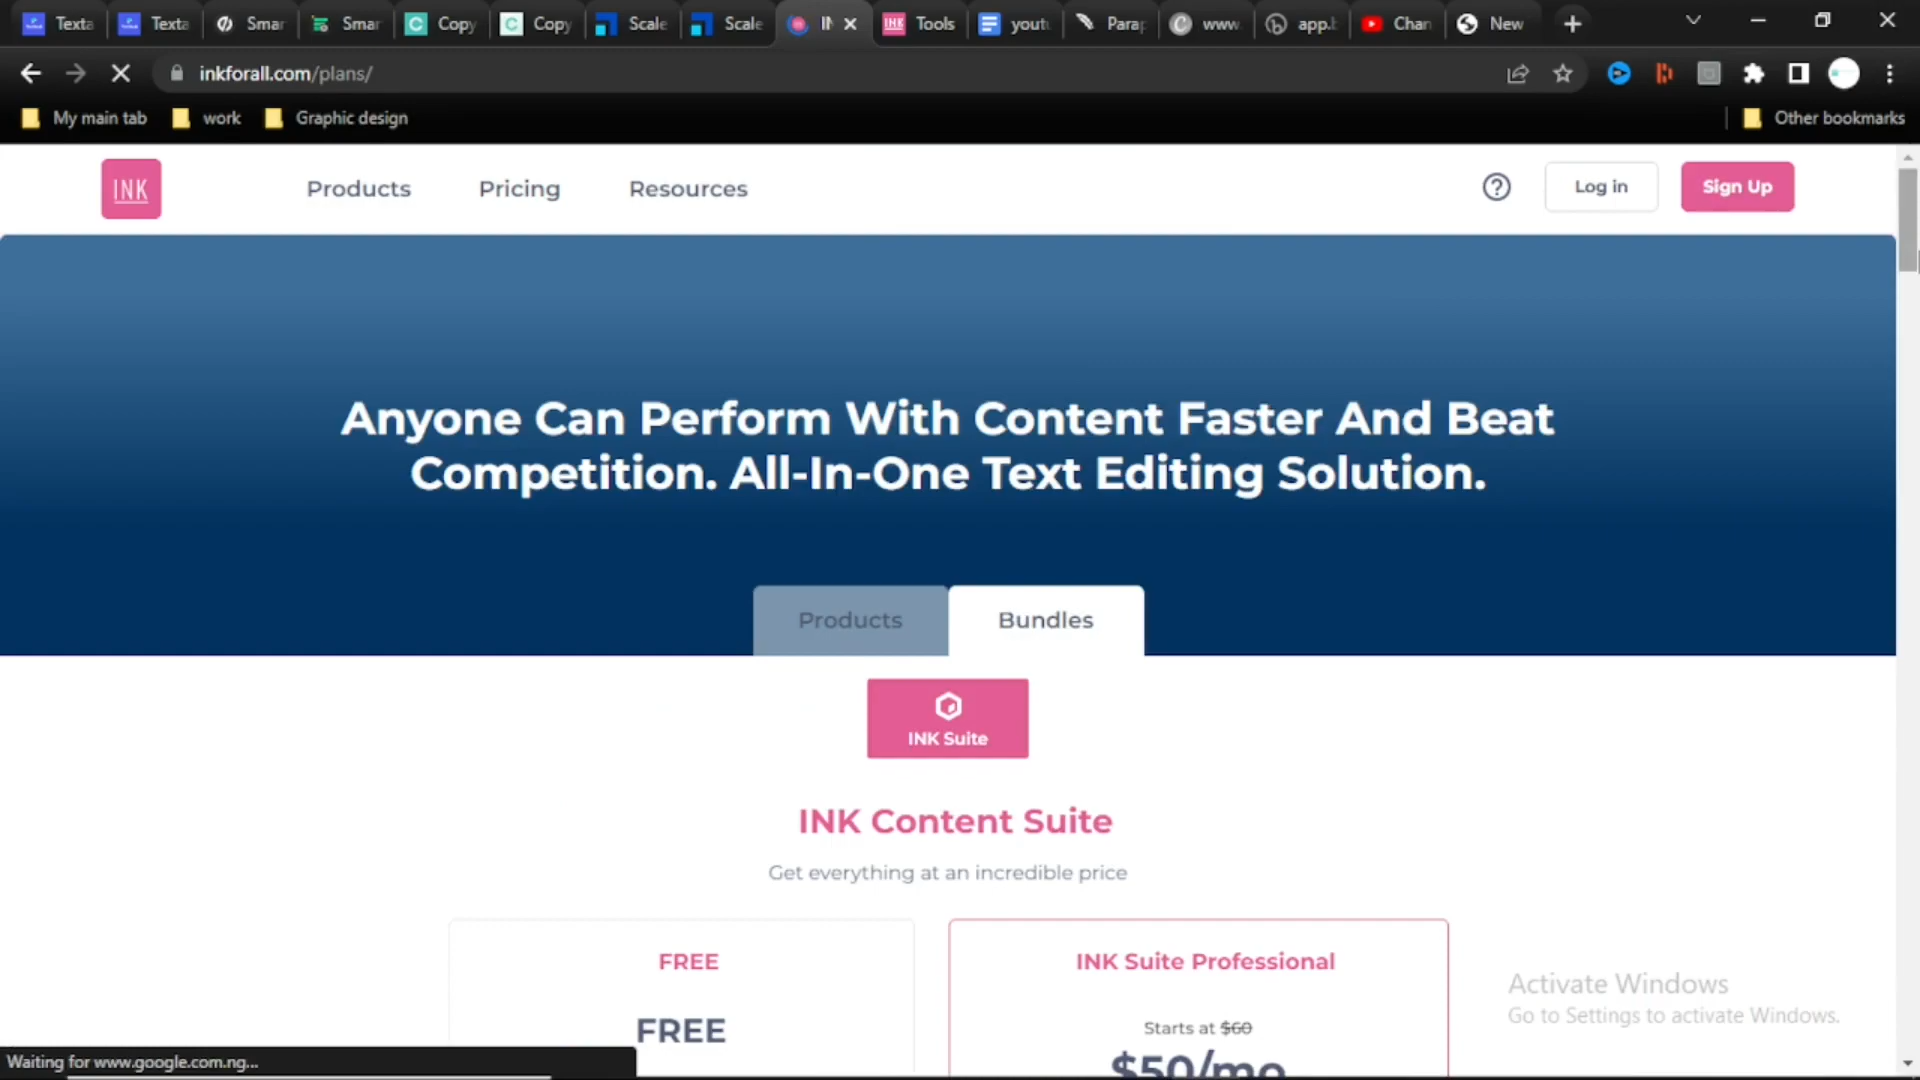 Texta
Texta
Smar
Smar
Copy
Copy
Scale
Scale
IN
Tools
yout
Parap
www.
app.b
Chan
New
inkforall.com/plans/
My main tab
work
Graphic design
Other bookmarks
INK
Products
Pricing
Resources
Log in
Sign Up
Anyone Can Perform With Content Faster And Beat
Competition. All-In-One Text Editing Solution.
Products
Bundles
INK Suite
INK Content Suite
Get everything at an incredible price
FREE
FREE
INK Suite Professional
Starts at $60
$50/mo
Activate Windows
Go to Settings to activate Windows.
Waiting for www.google.com.ng...